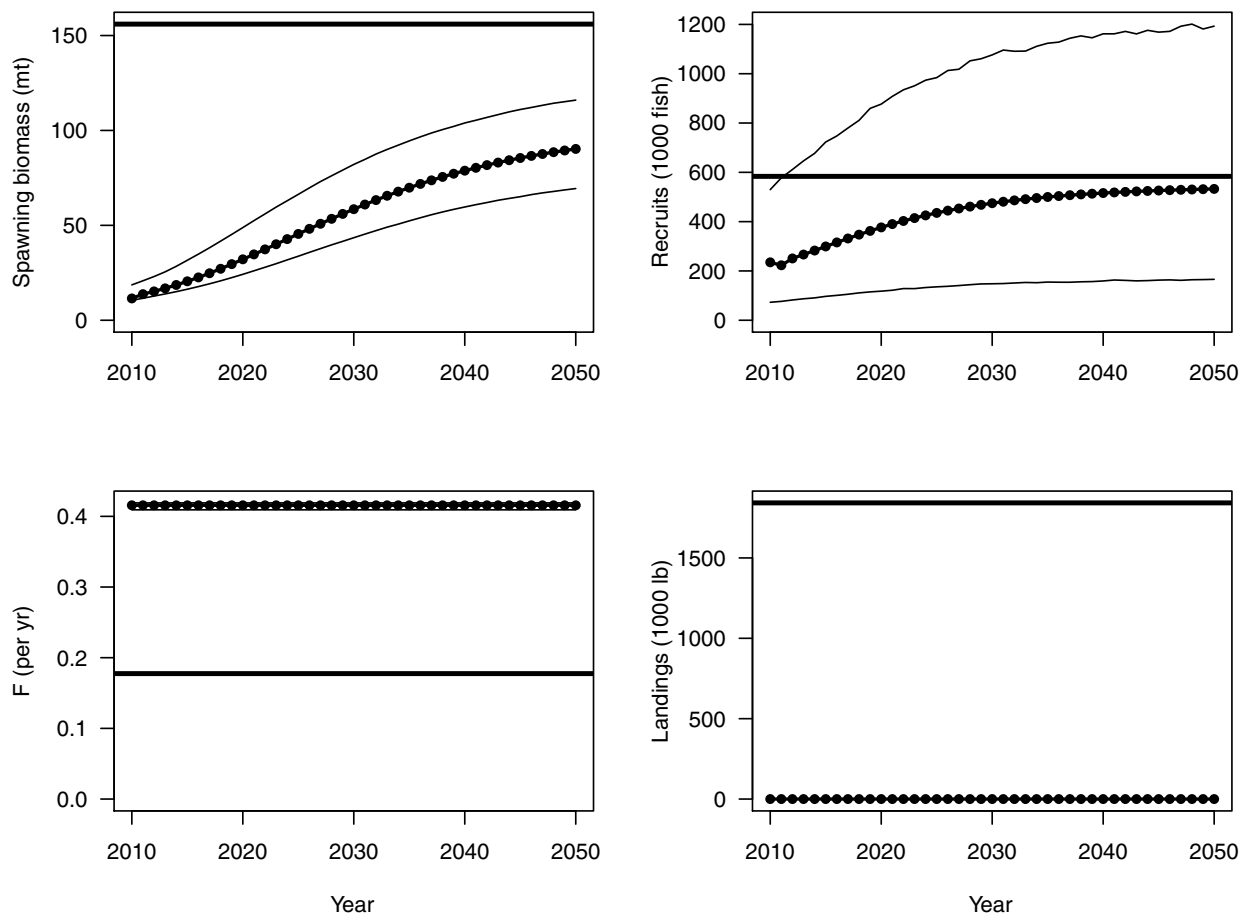 Spawning biomass (mt)
150
100
50
0
2010 2020 2030 2040 2050
Recruits (1000 fish)
1200
1000
800
600
400
200
0
2010 2020 2030 2040 2050
F (per yr)
0.4
0.3
0.2
0.1
0.0
2010 2020 2030 2040 2050
Year
Landings (1000 lb)
1500
1000
500
0
2010 2020 2030 2040 2050
Year